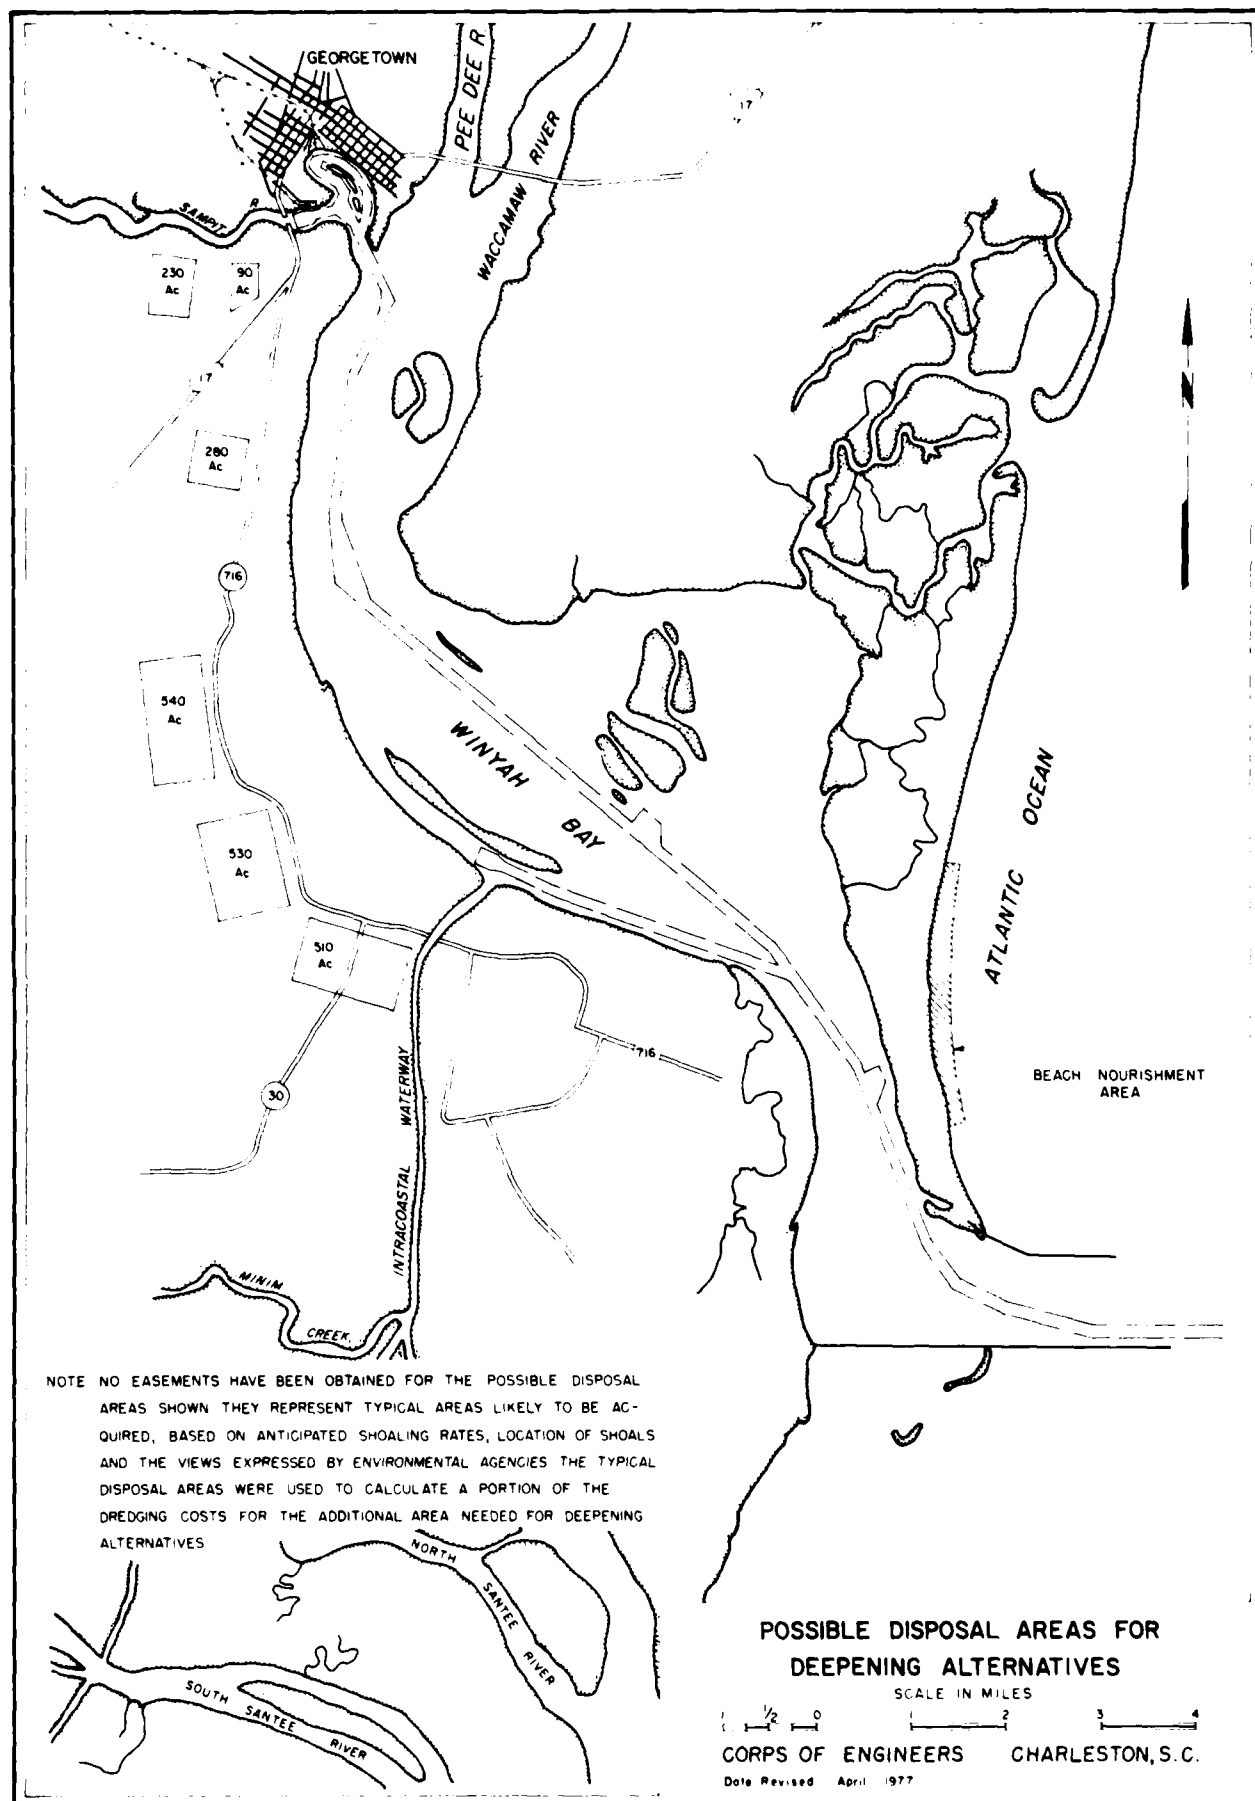 GEORGETOWN
PEE DEE R.
WACCAMAW RIVER
17
SAMPIT R.
230
Ac
90
Ac
17
280
Ac
716
540
Ac
WINYAH
BAY
530
Ac
510
Ac
ATLANTIC OCEAN
N
716
30
INTRACOASTAL WATERWAY
BEACH NOURISHMENT
AREA
MINIM
CREEK
NOTE NO EASEMENTS HAVE BEEN OBTAINED FOR THE POSSIBLE DISPOSAL
AREAS SHOWN THEY REPRESENT TYPICAL AREAS LIKELY TO BE AC-
QUIRED, BASED ON ANTICIPATED SHOALING RATES, LOCATION OF SHOALS
AND THE VIEWS EXPRESSED BY ENVIRONMENTAL AGENCIES THE TYPICAL
DISPOSAL AREAS WERE USED TO CALCULATE A PORTION OF THE
DREDGING COSTS FOR THE ADDITIONAL AREA NEEDED FOR DEEPENING
ALTERNATIVES
NORTH SANTEE RIVER
SOUTH SANTEE RIVER
POSSIBLE DISPOSAL AREAS FOR
DEEPENING ALTERNATIVES
SCALE IN MILES
1 1/2 0 1 2 3 4
CORPS OF ENGINEERS CHARLESTON, S.C.
Date Revised April 1977